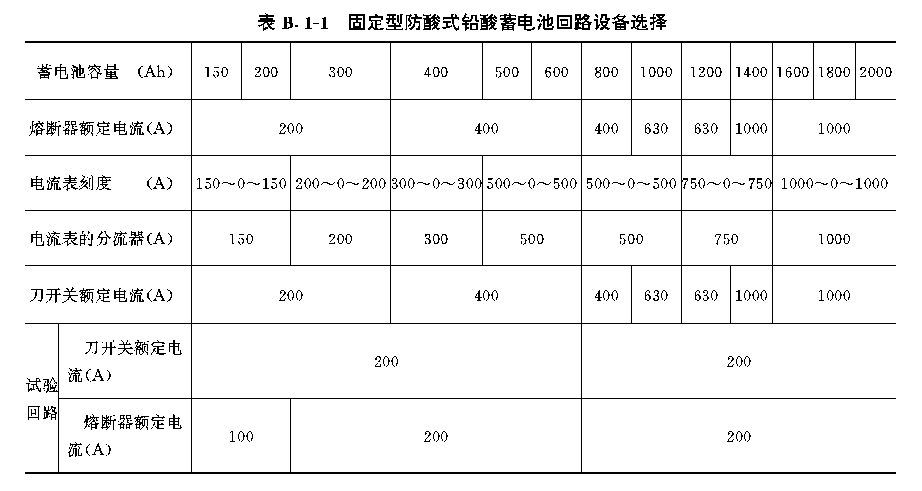 表 B.1-1 固定型防酸式铅酸蓄电池回路设备选择
蓄电池容量 (Ah) 150 200 300 400 500 600 800 1000 1200 1400 1600 1800 2000
熔断器额定电流(A) 200 400 400 630 630 1000 1000
电流表刻度 (A) 150～0～150 200～0～200 300～0～300 500～0～500 500～0～500 750～0～750 1000～0～1000
电流表的分流器(A) 150 200 300 500 500 750 1000
刀开关额定电流(A) 200 400 400 630 630 1000 1000
试验
回路
刀开关额定电
流(A)
200 200
熔断器额定电
流(A)
100 200 200